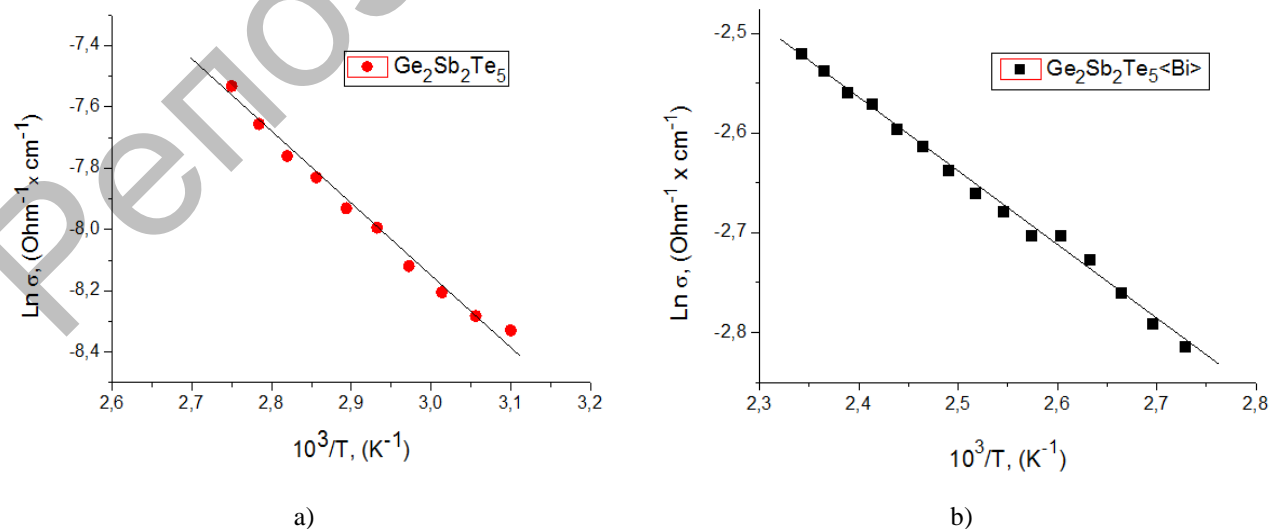 Репоз
-7,4
-7,6
-7,8
-8,0
-8,2
-8,4
Ln σ, (Ohm⁻¹ x cm⁻¹)
Ge₂Sb₂Te₅
2,6 2,7 2,8 2,9 3,0 3,1 3,2
10³/T, (K⁻¹)
a)
-2,5
-2,6
-2,7
-2,8
Ln σ, (Ohm⁻¹ x cm⁻¹)
Ge₂Sb₂Te₅<Bi>
2,3 2,4 2,5 2,6 2,7 2,8
10³/T, (K⁻¹)
b)